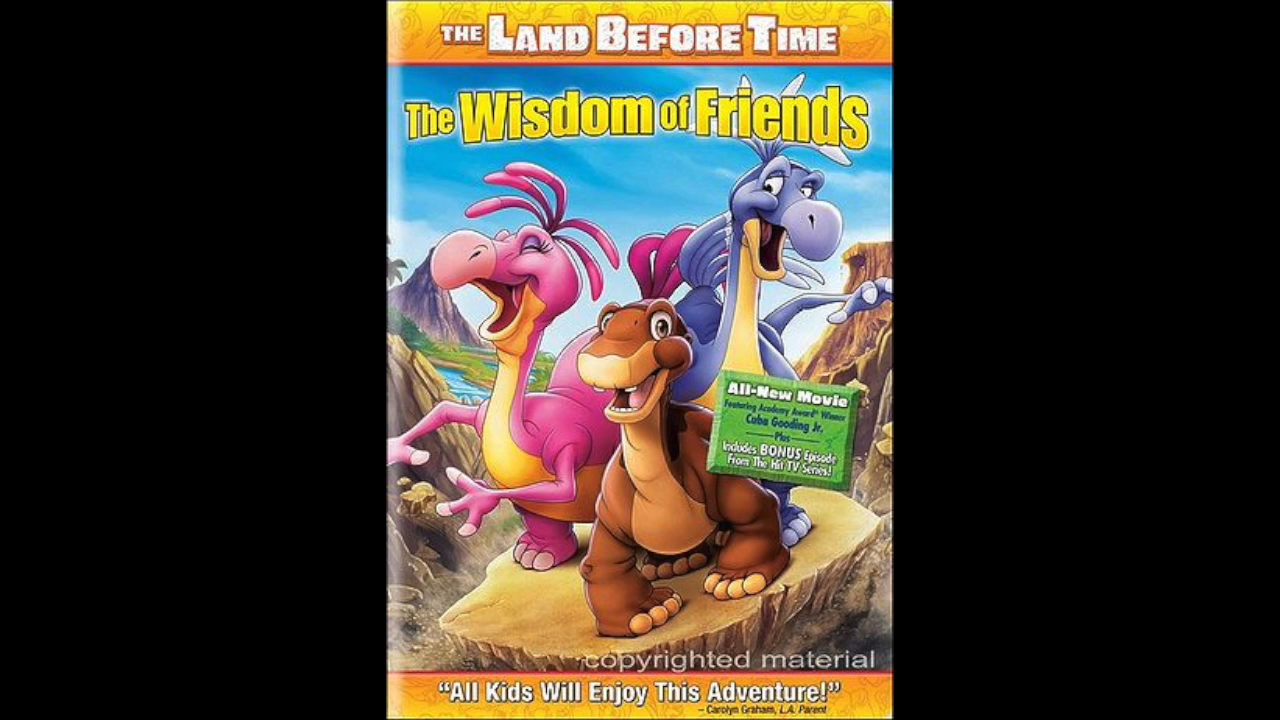 THE LAND BEFORE TIME
The Wisdom of Friends
All-New Movie
Featuring Academy Award® Winner
Cuba Gooding Jr.
Plus
Includes BONUS Episode
From The Hit TV Series!
copyrighted material
“All Kids Will Enjoy This Adventure!”
– Carolyn Graham, L.A. Parent